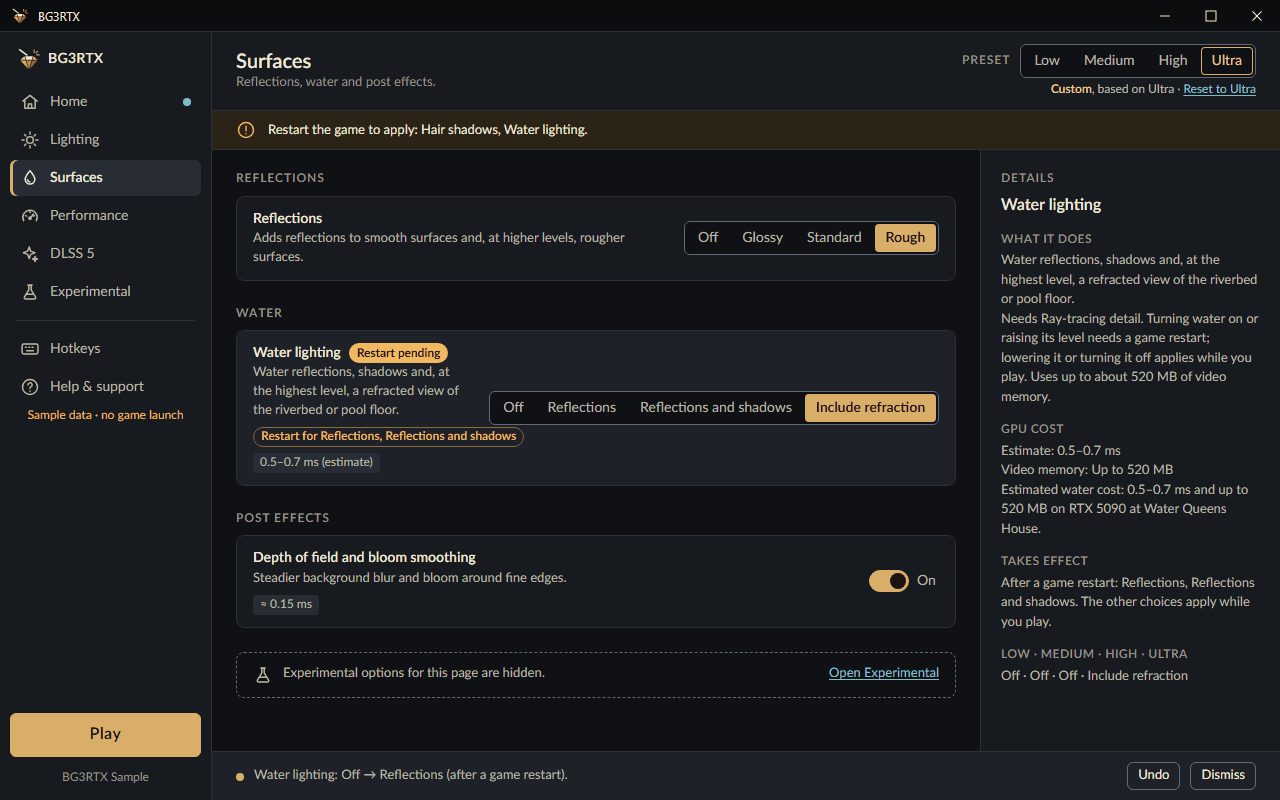 BG3RTX
BG3RTX
Home
Lighting
Surfaces
Performance
DLSS 5
Experimental
Hotkeys
Help & support
Sample data · no game launch
Play
BG3RTX Sample
Surfaces
Reflections, water and post effects.
PRESET
Low Medium High Ultra
Custom, based on Ultra · Reset to Ultra
Restart the game to apply: Hair shadows, Water lighting.
REFLECTIONS
Reflections
Adds reflections to smooth surfaces and, at higher levels, rougher
surfaces.
Off Glossy Standard Rough
WATER
Water lighting Restart pending
Water reflections, shadows and, at
the highest level, a refracted view of
the riverbed or pool floor.
Off Reflections Reflections and shadows Include refraction
Restart for Reflections, Reflections and shadows
0.5–0.7 ms (estimate)
POST EFFECTS
Depth of field and bloom smoothing
Steadier background blur and bloom around fine edges.
≈ 0.15 ms
On
Experimental options for this page are hidden.
Open Experimental
DETAILS
Water lighting
WHAT IT DOES
Water reflections, shadows and, at the
highest level, a refracted view of the riverbed
or pool floor.
Needs Ray-tracing detail. Turning water on or
raising its level needs a game restart;
lowering it or turning it off applies while you
play. Uses up to about 520 MB of video
memory.
GPU COST
Estimate: 0.5–0.7 ms
Video memory: Up to 520 MB
Estimated water cost: 0.5–0.7 ms and up to
520 MB on RTX 5090 at Water Queens
House.
TAKES EFFECT
After a game restart: Reflections, Reflections
and shadows. The other choices apply while
you play.
LOW · MEDIUM · HIGH · ULTRA
Off · Off · Off · Include refraction
Water lighting: Off → Reflections (after a game restart).
Undo Dismiss